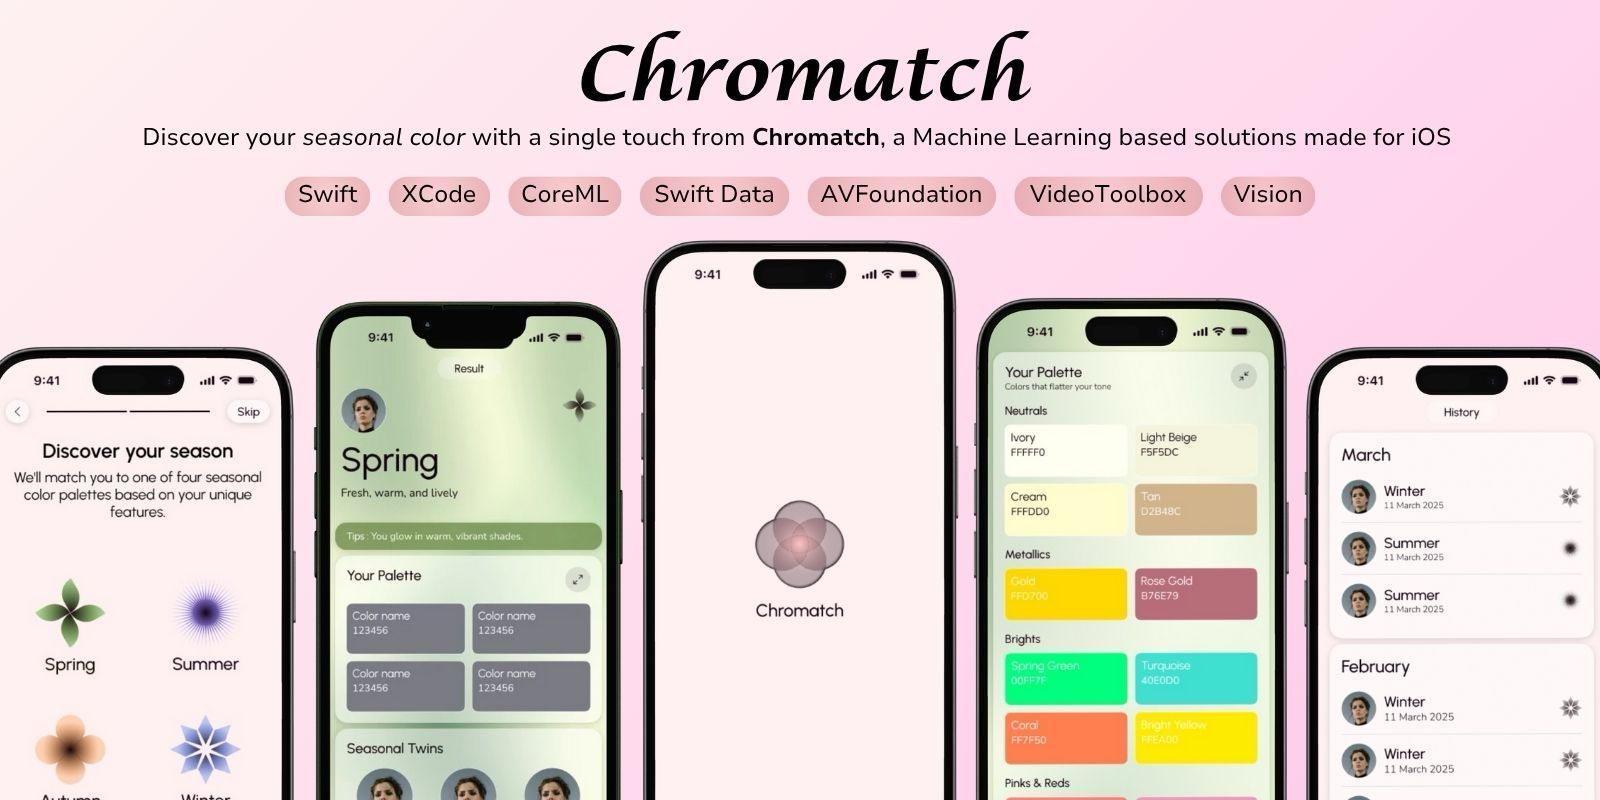 Chromatch
Discover your seasonal color with a single touch from Chromatch, a Machine Learning based solutions made for iOS
Swift XCode CoreML Swift Data AVFoundation VideoToolbox Vision
9:41
Skip
Discover your season
We'll match you to one of four seasonal
color palettes based on your unique
features.
Spring Summer
Autumn Winter
9:41
Result
Spring
Fresh, warm, and lively
Tips : You glow in warm, vibrant shades.
Your Palette
Color name Color name
123456 123456
Color name Color name
123456 123456
Seasonal Twins
9:41
Chromatch
9:41
Your Palette
Colors that flatter your tone
Neutrals
Ivory Light Beige
FFFFF0 F5F5DC
Cream Tan
FFFDD0 D2B48C
Metallics
Gold Rose Gold
FFD700 B76E79
Brights
Spring Green Turquoise
00FF7F 40E0D0
Coral Bright Yellow
FF7F50 FFEA00
Pinks & Reds
9:41
History
March
Winter
11 March 2025
Summer
11 March 2025
Summer
11 March 2025
February
Winter
11 March 2025
Winter
11 March 2025